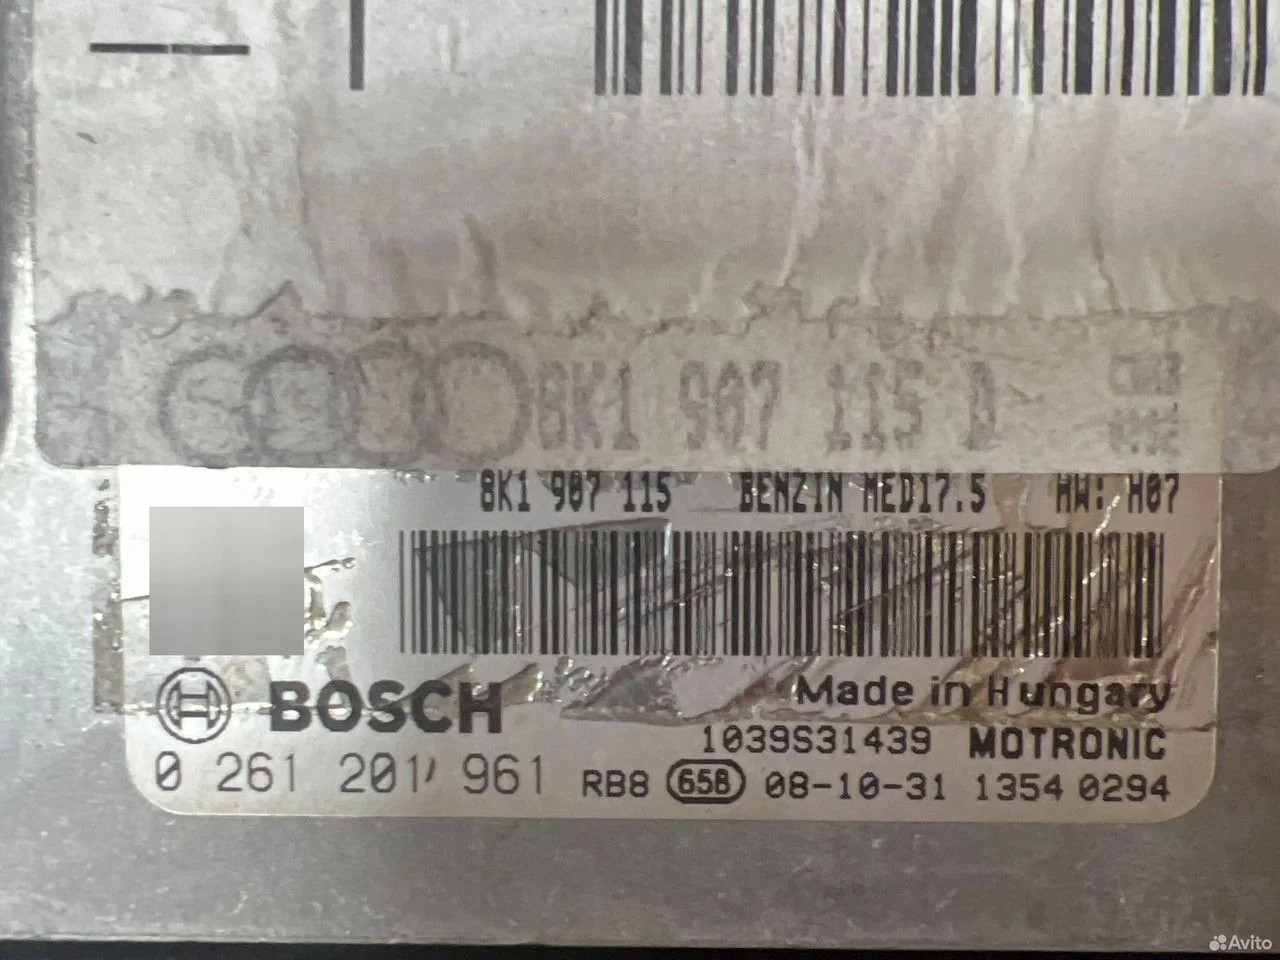 8K1 907 115 D
8K1 907 115 BENZIN MED17.5 HW: H07
BOSCH
Made in Hungary
1039S31439 MOTRONIC
0 261 201 961 RB8 658 08-10-31 1354 0294
Avito